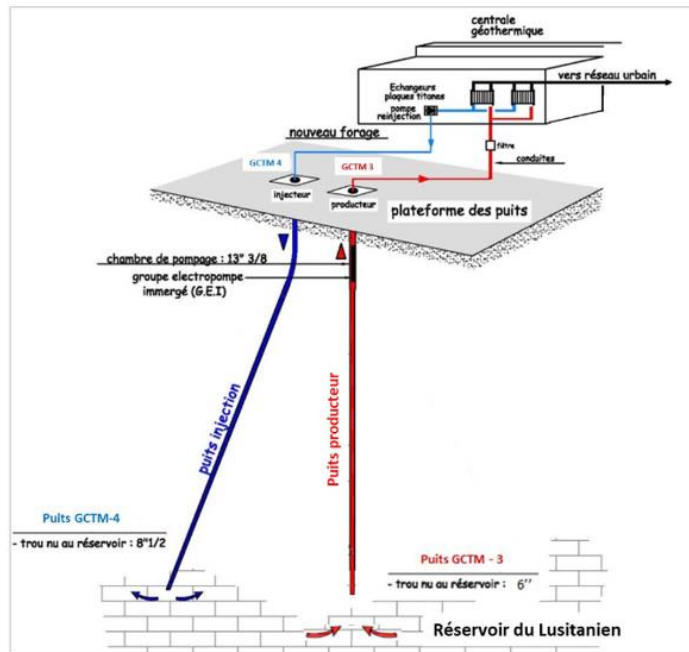 centrale
géothermique
vers réseau urbain
Echangeurs
plaques titanes
pompe
reinjection
nouveau forage
filtre
GCTM 4
GCTM 3
conduites
injecteur
producteur
plateforme des puits
chambre de pompage : 13" 3/8
groupe electropompe
immergé (G.E.I)
puits injection
Puits producteur
Puits GCTM-4
- trou nu au réservoir : 8"1/2
Puits GCTM - 3
- trou nu au réservoir : 6''
Réservoir du Lusitanien